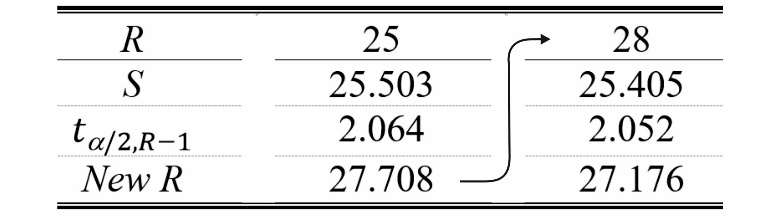 R 25 28
S 25.503 25.405
t_{α/2,R−1} 2.064 2.052
New R 27.708 27.176